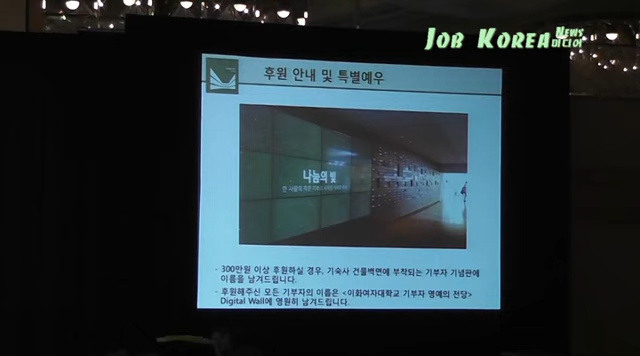 JOB KOREA NEWS 미디어
후원 안내 및 특별예우
나눔의 빛
- 300만원 이상 후원하실 경우, 기숙사 건물벽면에 부착되는 기부자 기념판에
이름을 남겨드립니다.
- 후원해주신 모든 기부자의 이름은 <이화여자대학교 기부자 명예의 전당>
Digital Wall에 영원히 남겨드립니다.